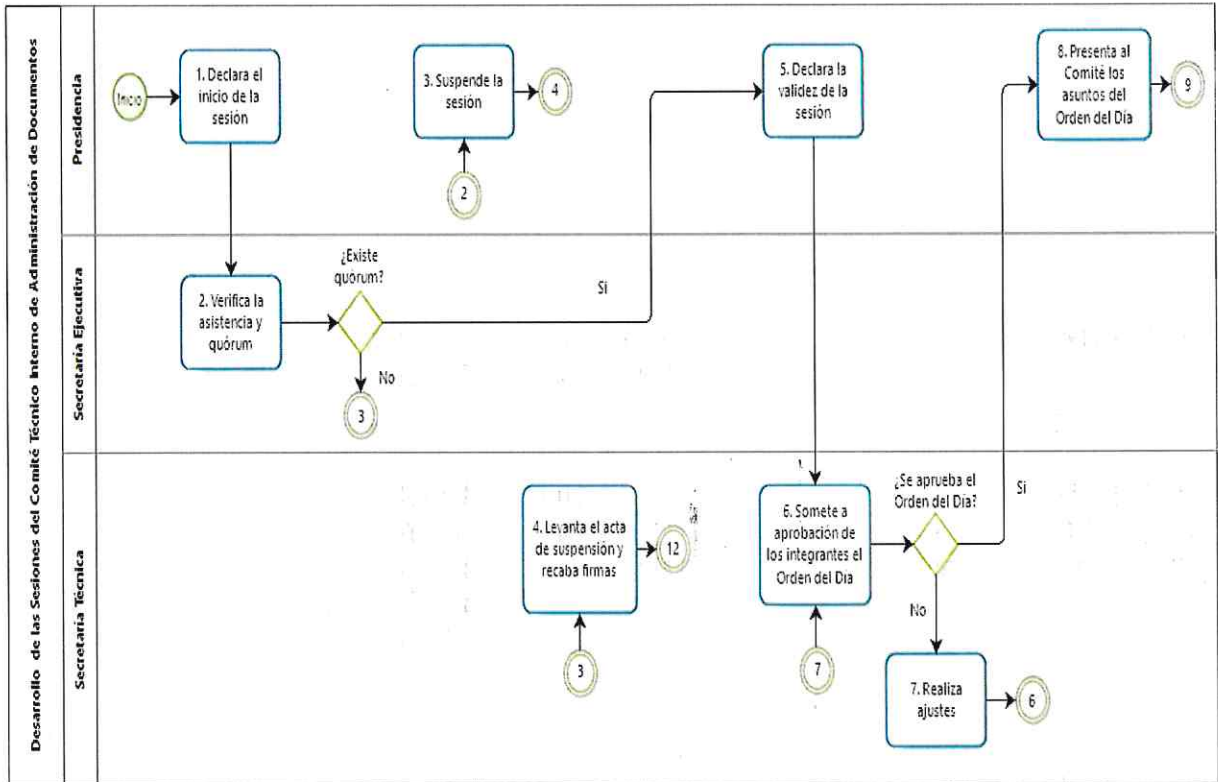 Desarrollo de las Sesiones del Comité Técnico Interno de Administración de Documentos
Presidencia
Inicio
1. Declara el
inicio de la
sesión
3. Suspende la
sesión
4
2
5. Declara la
validez de la
sesión
8. Presenta al
Comité los
asuntos del
Orden del Día
9
Secretaría Ejecutiva
2. Verifica la
asistencia y
quórum
¿Existe
quórum?
Si
No
3
Secretaría Técnica
4. Levanta el acta
de suspensión y
recaba firmas
12
3
6. Somete a
aprobación de
los integrantes el
Orden del Dia
7
¿Se aprueba el
Orden del Día?
Si
No
7. Realiza
ajustes
6